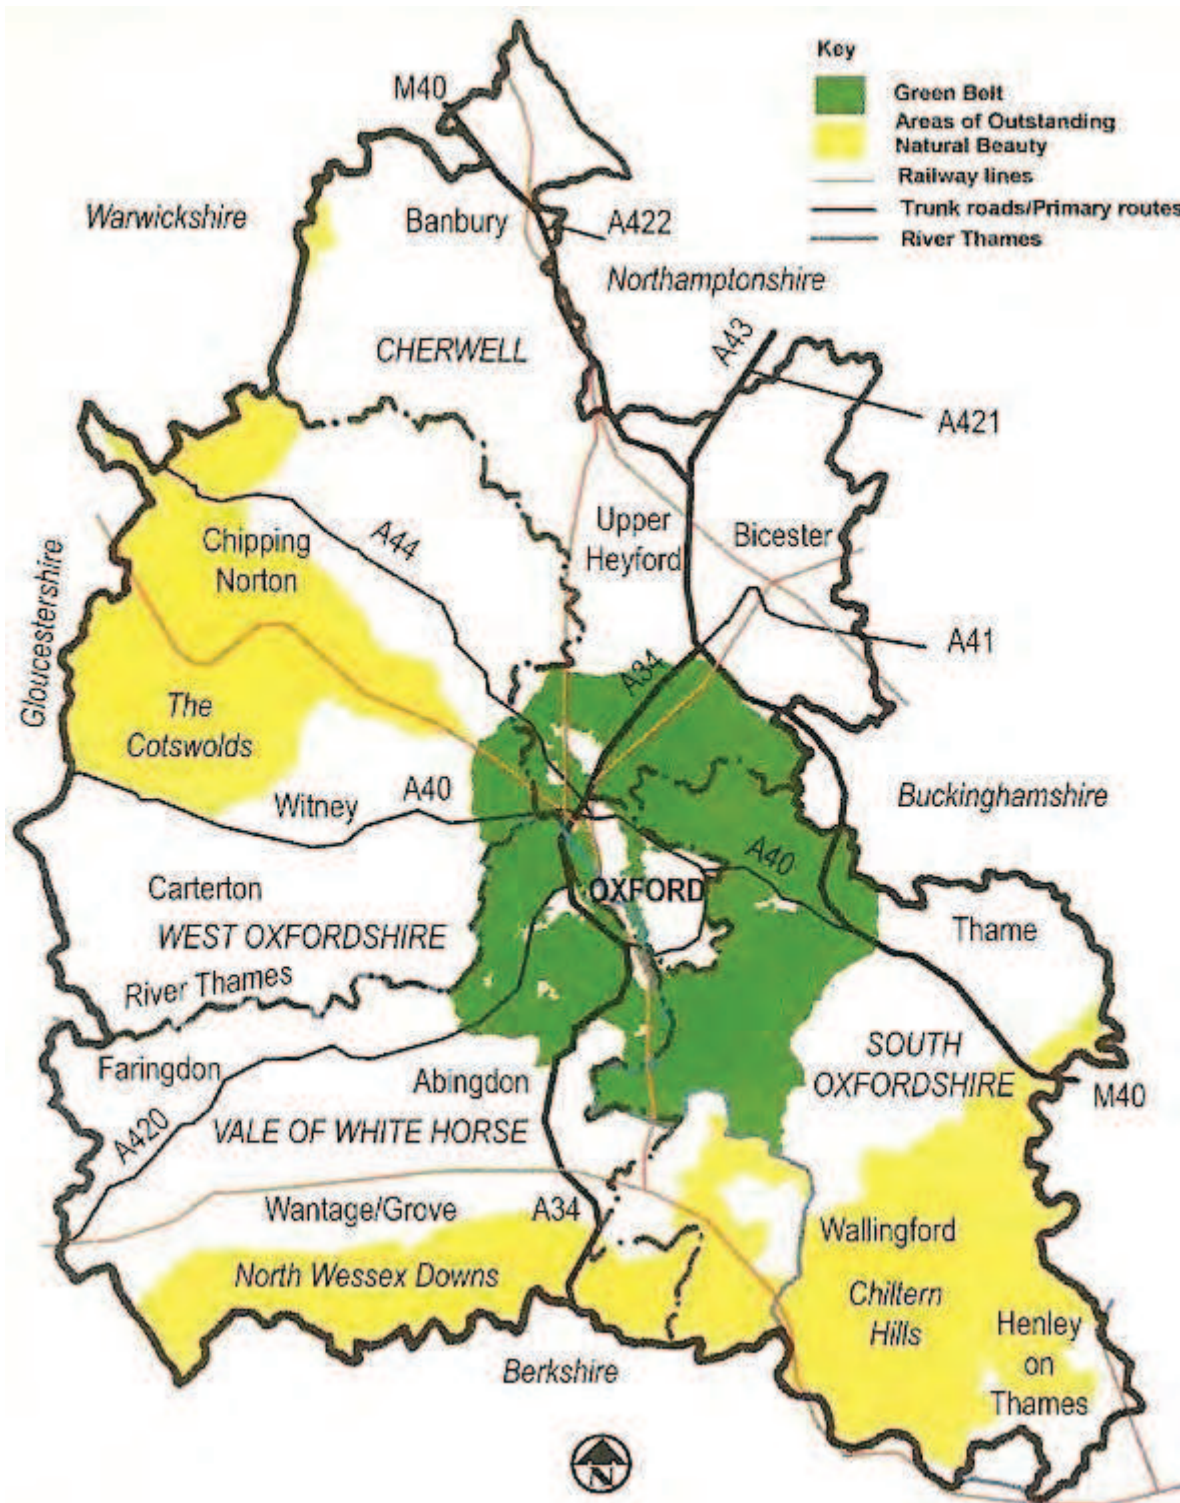 Key
Green Belt
Areas of Outstanding
Natural Beauty
Railway lines
Trunk roads/Primary routes
River Thames
M40
Warwickshire
Banbury
A422
Northamptonshire
CHERWELL
A43
A421
Gloucestershire
Chipping
Norton
A44
Upper
Heyford
Bicester
A41
A34
The
Cotswolds
Witney
A40
Buckinghamshire
A40
Carterton
OXFORD
WEST OXFORDSHIRE
Thame
River Thames
Faringdon
Abingdon
SOUTH
OXFORDSHIRE
M40
A420
VALE OF WHITE HORSE
Wantage/Grove
A34
Wallingford
North Wessex Downs
Chiltern
Hills
Henley
on
Thames
Berkshire
N